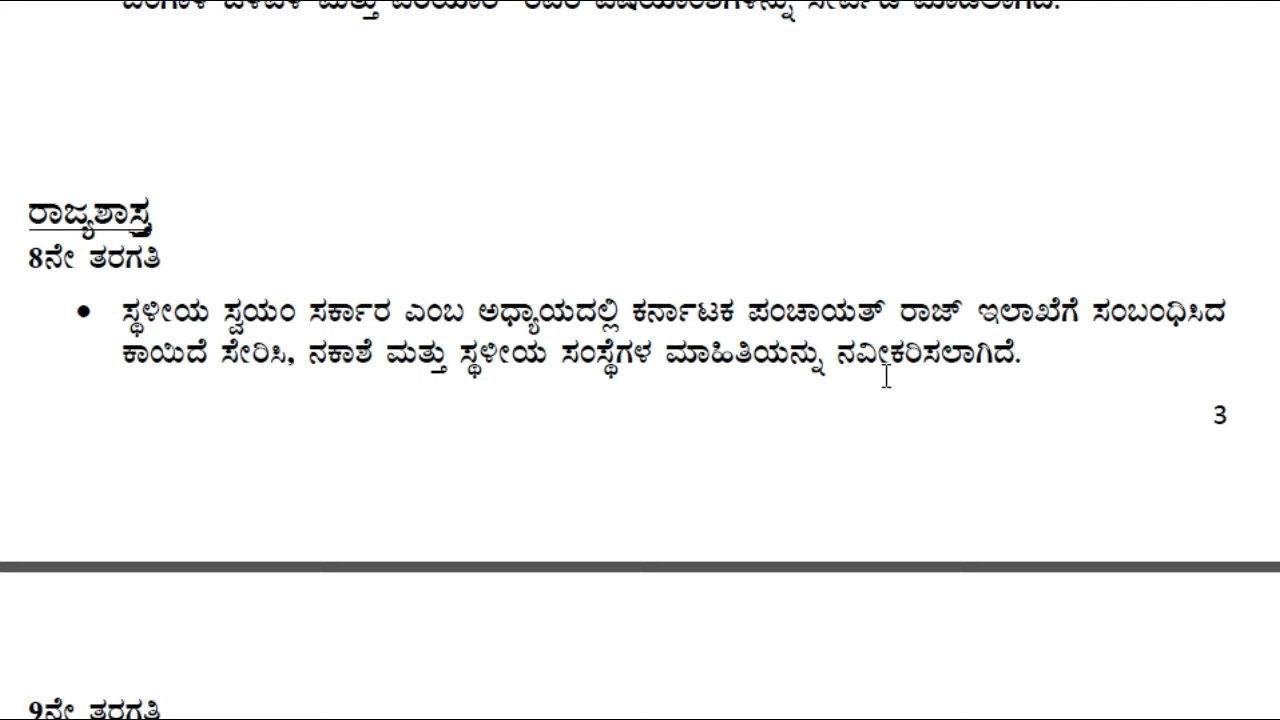 ರಾಜ್ಯಶಾಸ್ತ್ರ
8ನೇ ತರಗತಿ
• ಸ್ಥಳೀಯ ಸ್ವಯಂ ಸರ್ಕಾರ ಎಂಬ ಅಧ್ಯಾಯದಲ್ಲಿ ಕರ್ನಾಟಕ ಪಂಚಾಯತ್ ರಾಜ್ ಇಲಾಖೆಗೆ ಸಂಬಂಧಿಸಿದ
ಕಾಯಿದೆ ಸೇರಿಸಿ, ನಕಾಶೆ ಮತ್ತು ಸ್ಥಳೀಯ ಸಂಸ್ಥೆಗಳ ಮಾಹಿತಿಯನ್ನು ನವೀಕರಿಸಲಾಗಿದೆ.
3
9ನೇ ತರಗತಿ